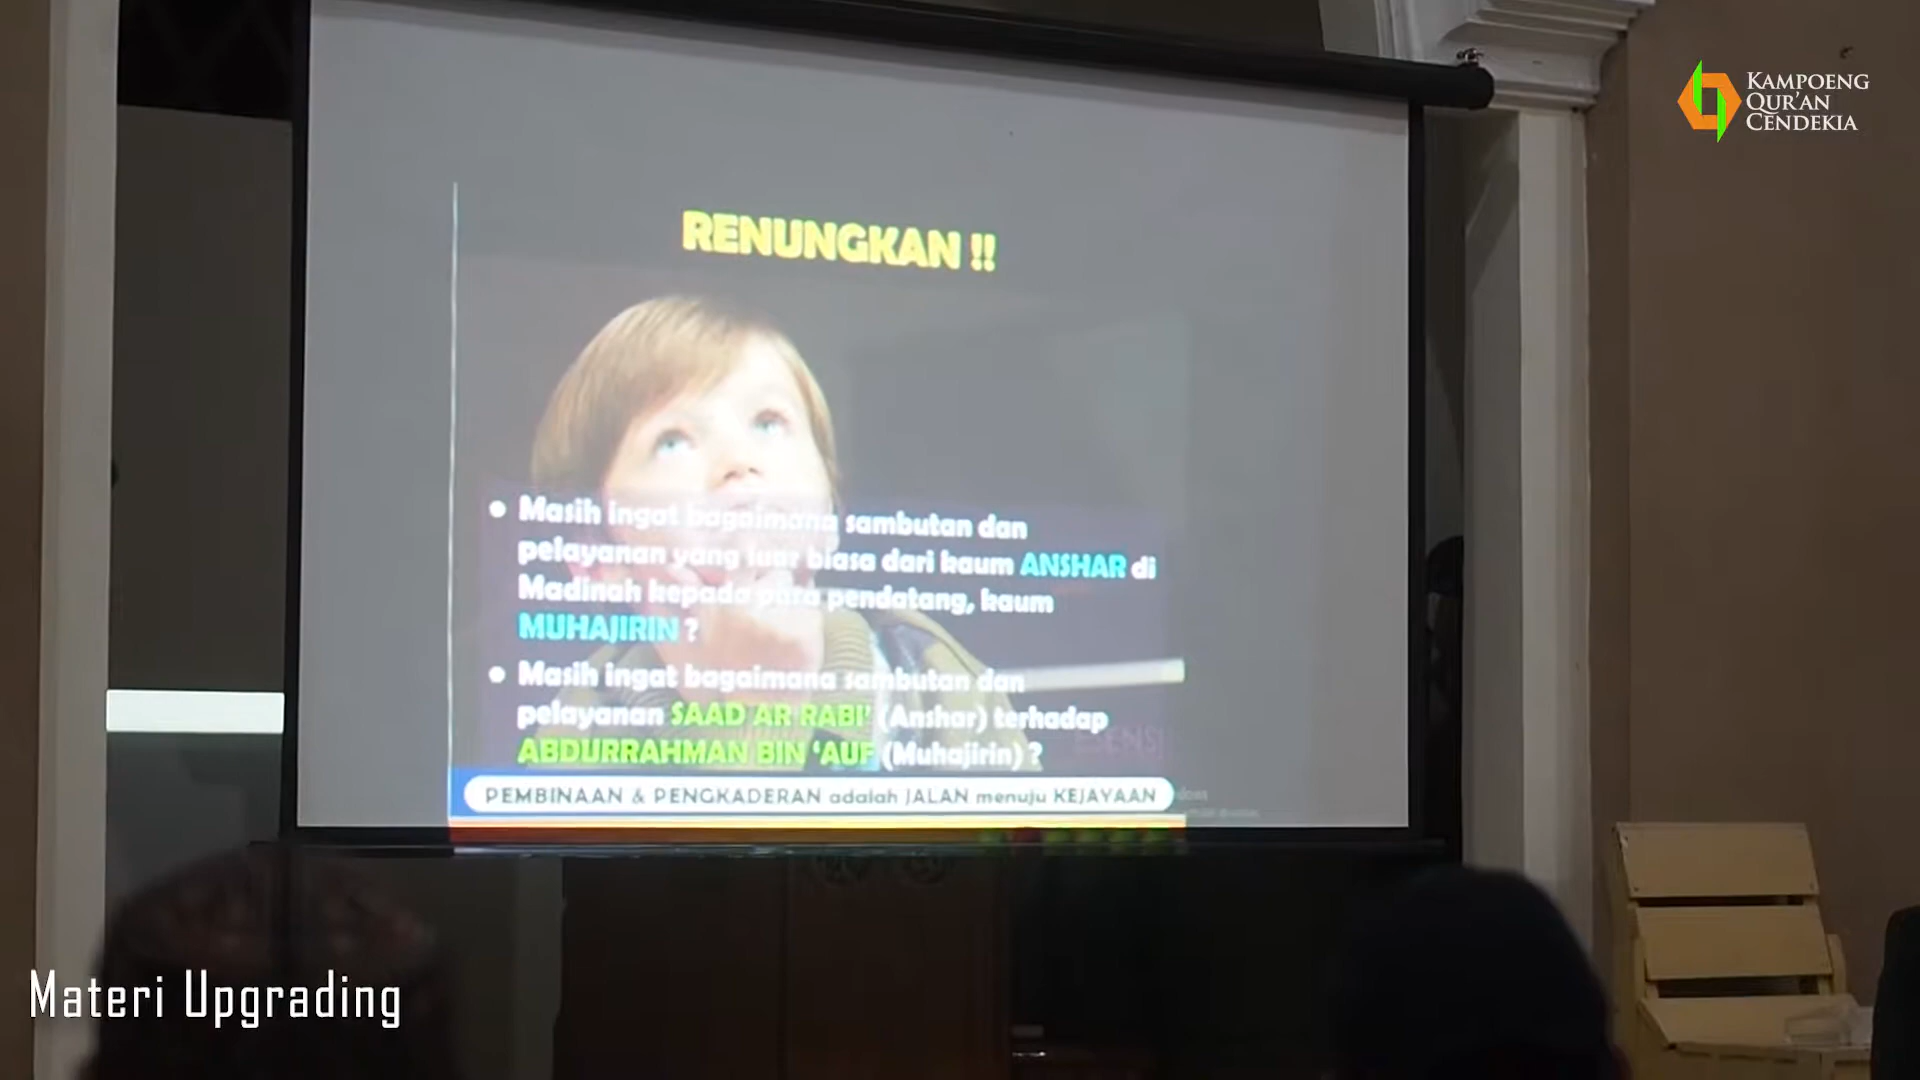 KAMPOENG
QUR'AN
CENDEKIA
RENUNGKAN !!
Masih ingat bagaimana sambutan dan
pelayanan yang luar biasa dari kaum ANSHAR di
Madinah kepada para pendatang, kaum
MUHAJIRIN ?
Masih ingat bagaimana sambutan dan
pelayanan SAAD AR RABI' (Anshar) terhadap
ABDURRAHMAN BIN 'AUF (Muhajirin) ?
PEMBINAAN & PENGKADERAN adalah JALAN menuju KEJAYAAN
Materi Upgrading